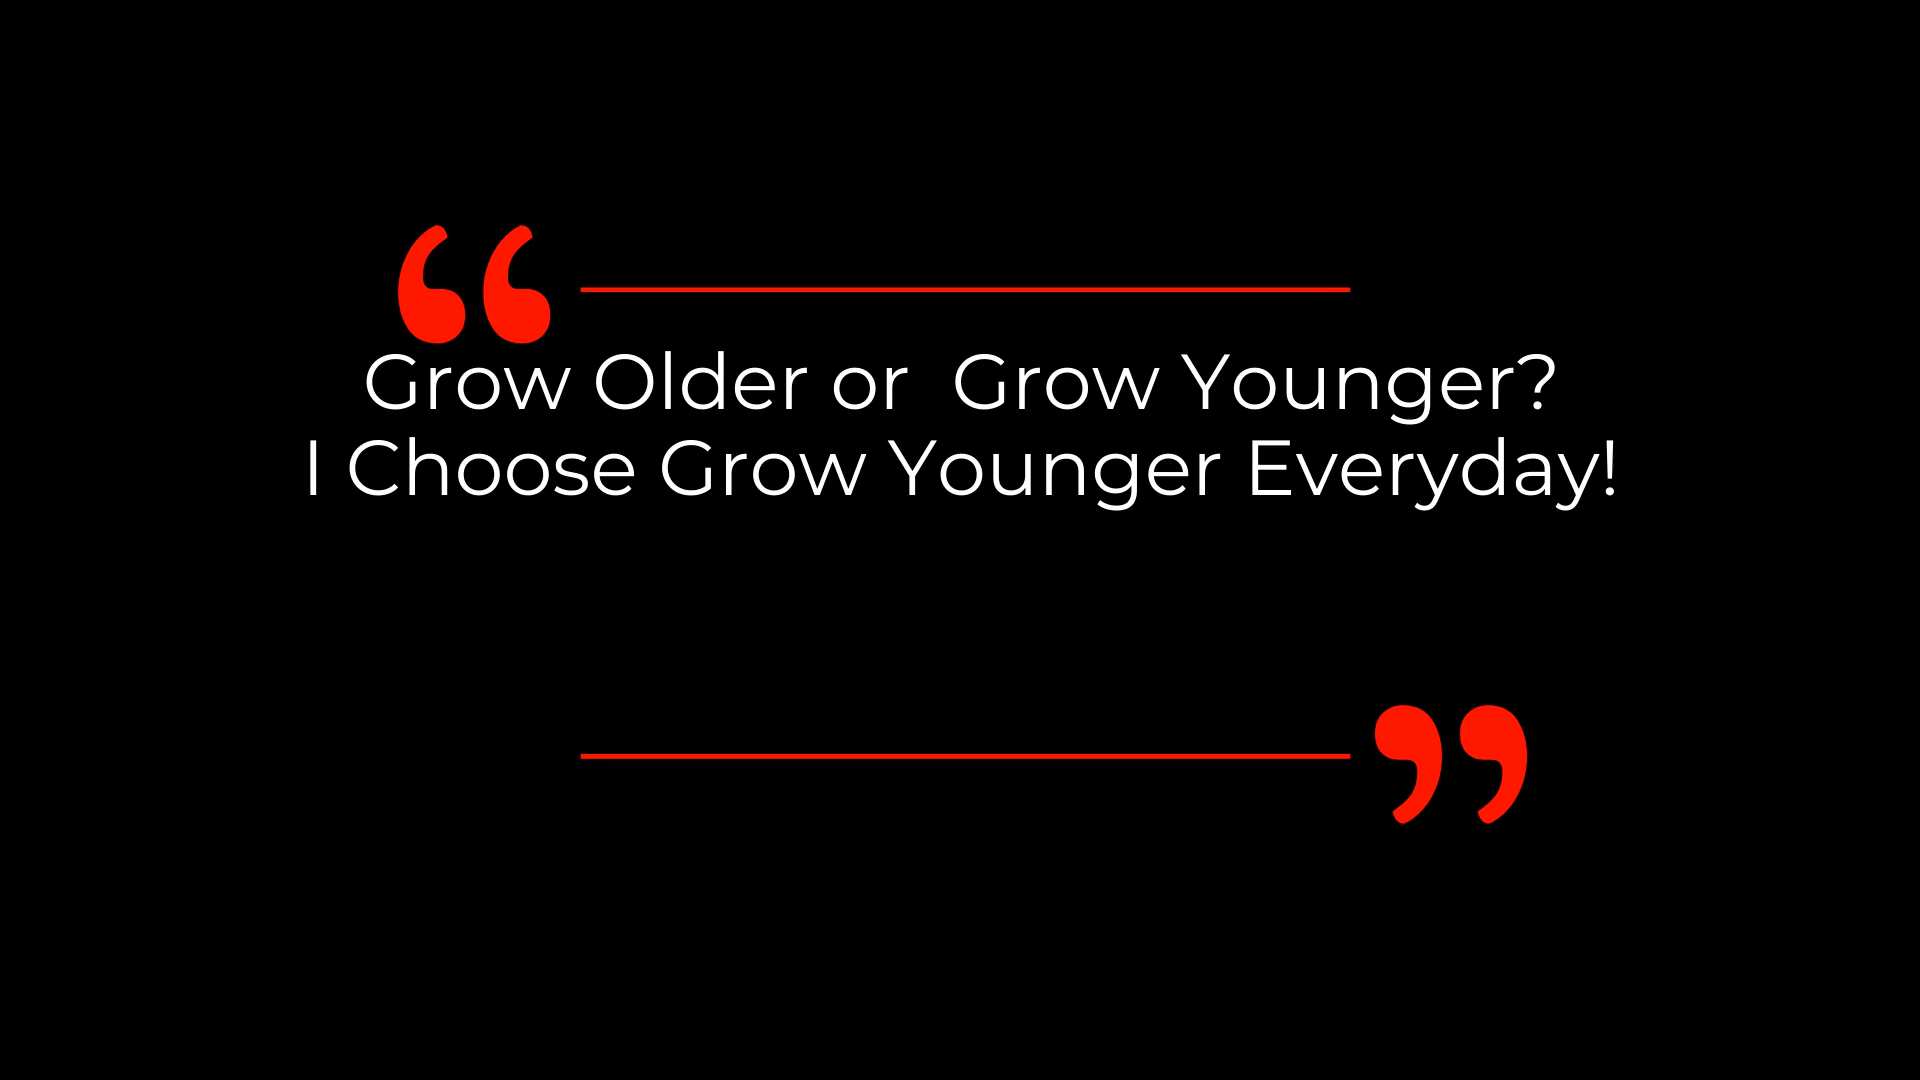 “
Grow Older or  Grow Younger?
I Choose Grow Younger Everyday!
”